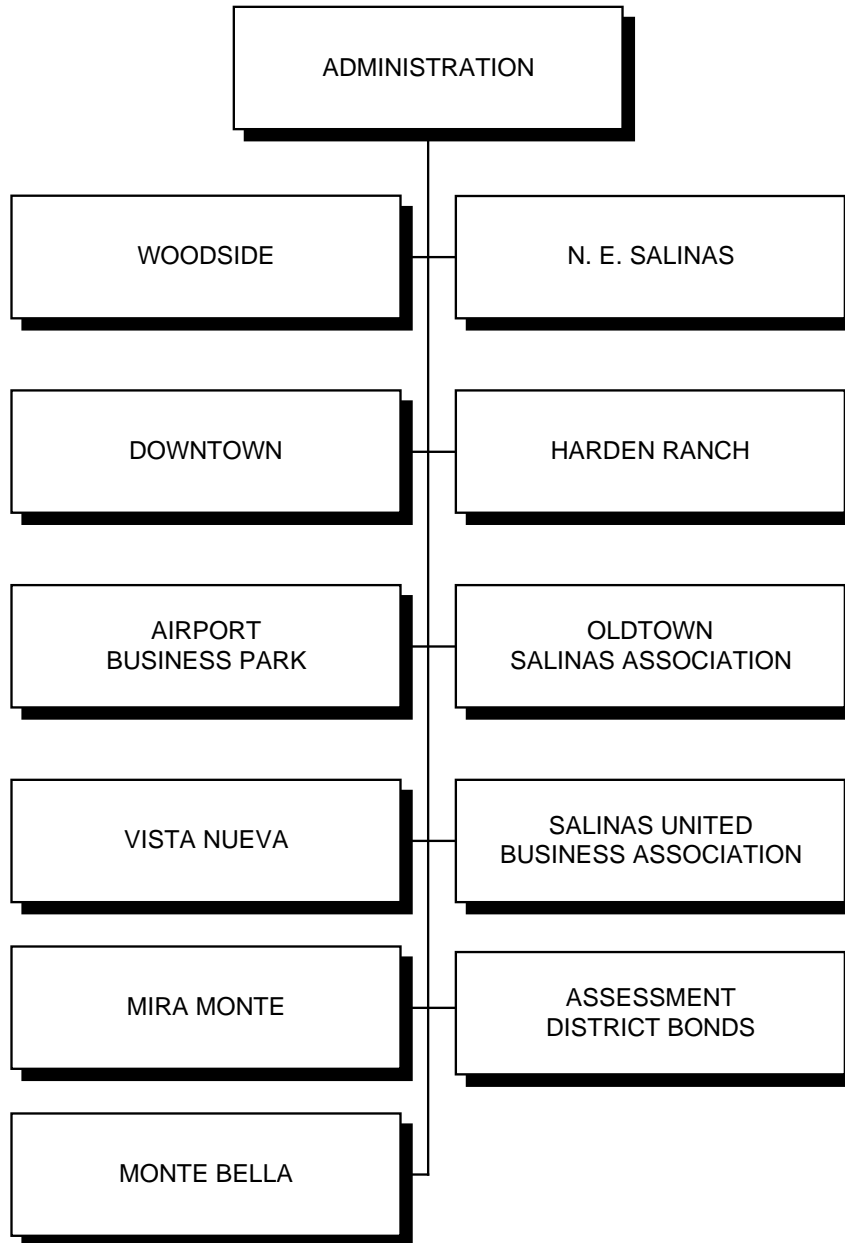 ADMINISTRATION
WOODSIDE
N. E. SALINAS
DOWNTOWN
HARDEN RANCH
AIRPORT
BUSINESS PARK
OLDTOWN
SALINAS ASSOCIATION
VISTA NUEVA
SALINAS UNITED
BUSINESS ASSOCIATION
MIRA MONTE
ASSESSMENT
DISTRICT BONDS
MONTE BELLA